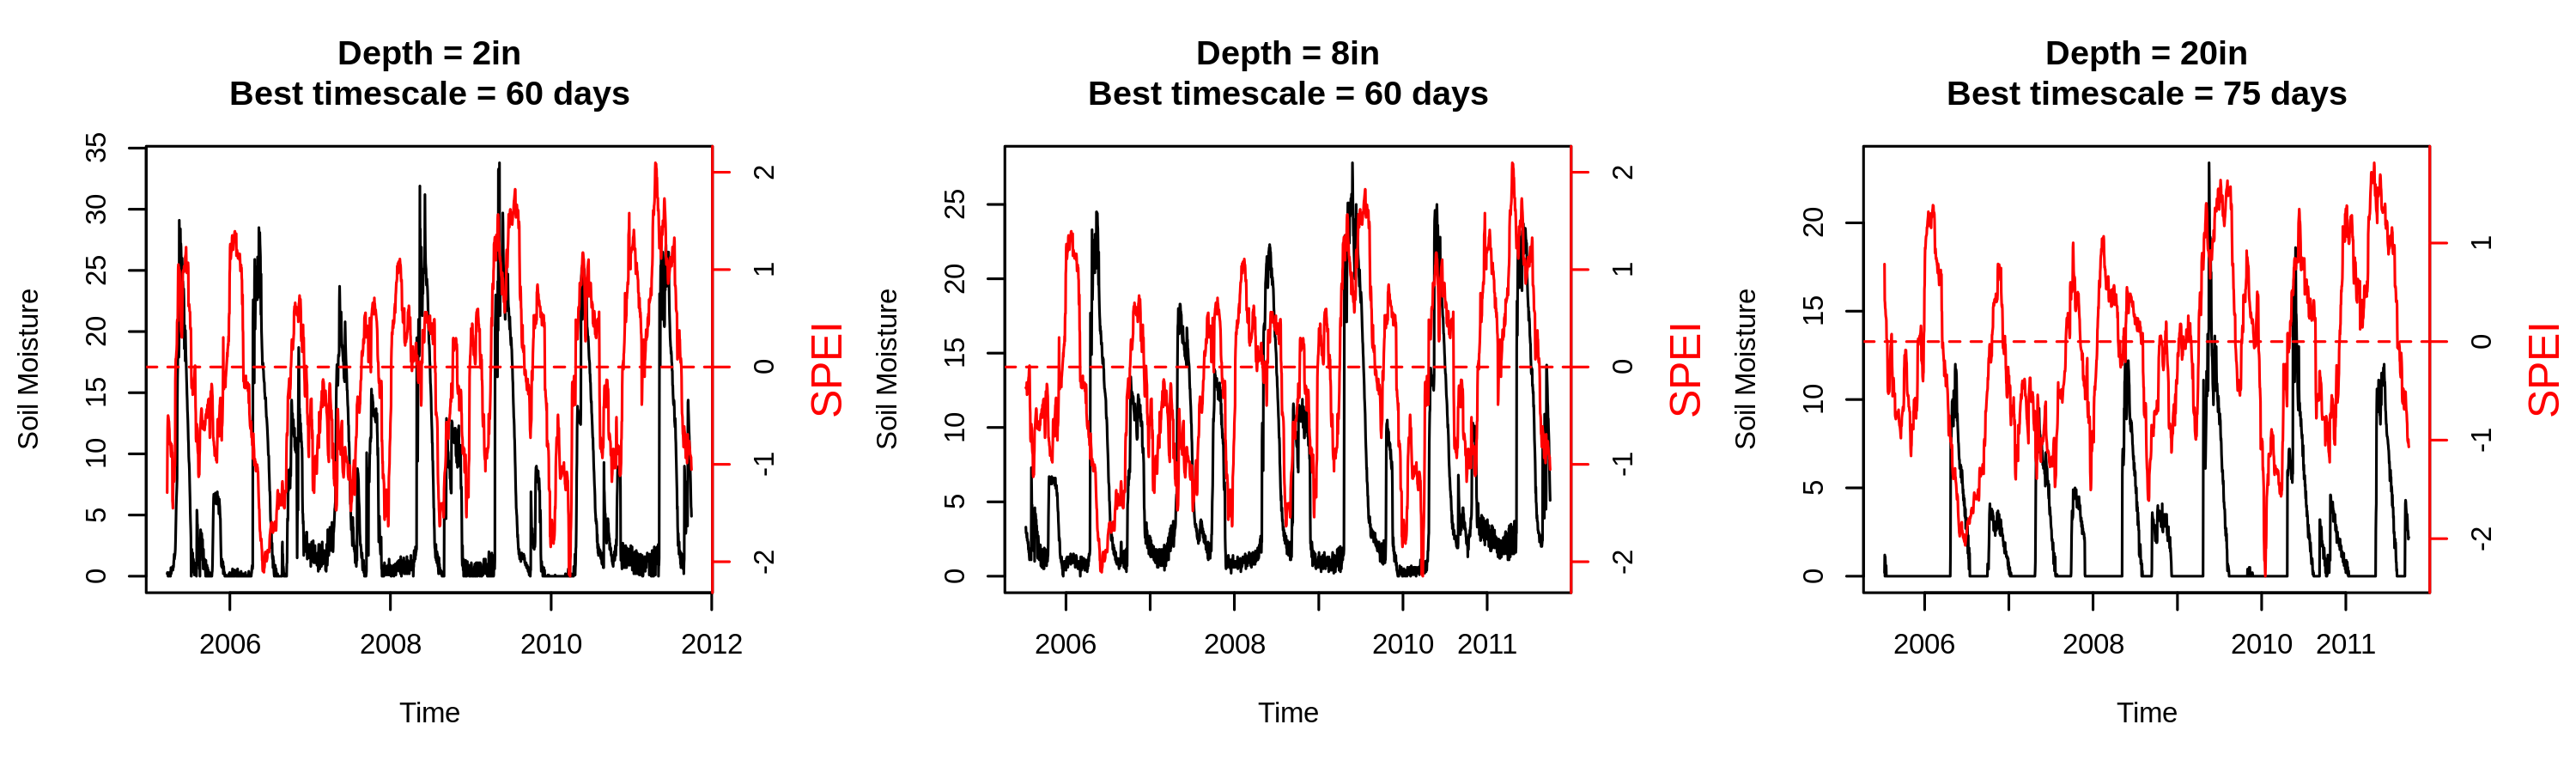 Depth = 2in
Best timescale = 60 days
Soil Moisture
0 5 10 15 20 25 30 35
-2 -1 0 1 2
SPEI
2006 2008 2010 2012
Time
Depth = 8in
Best timescale = 60 days
Soil Moisture
0 5 10 15 20 25
-2 -1 0 1 2
SPEI
2006 2008 2010 2011
Time
Depth = 20in
Best timescale = 75 days
Soil Moisture
0 5 10 15 20
-2 -1 0 1
SPEI
2006 2008 2010 2011
Time